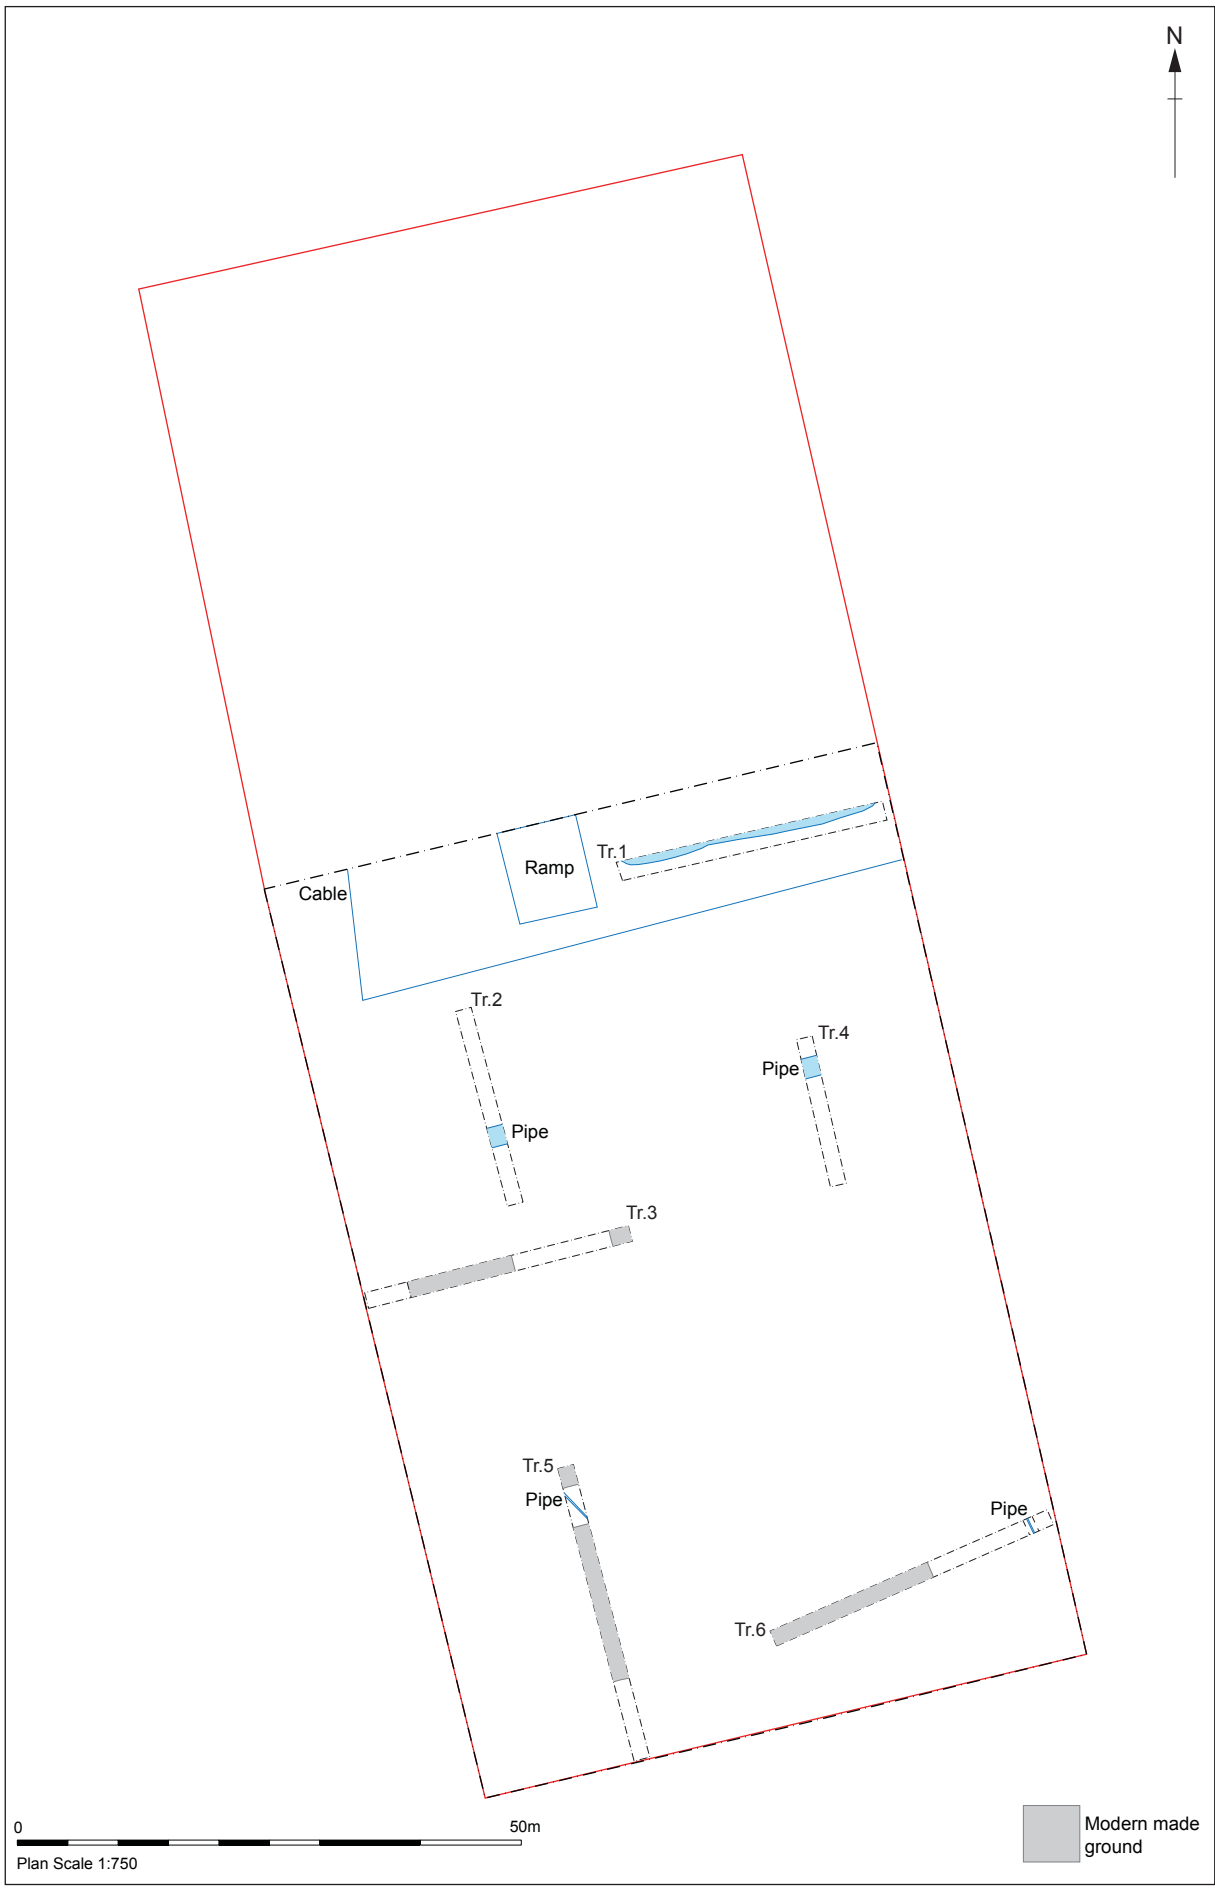 N
Tr.1
Ramp
Cable
Tr.2
Tr.4
Pipe
Pipe
Tr.3
Tr.5
Pipe
Pipe
Tr.6
0 50m
Plan Scale 1:750
Modern made
ground